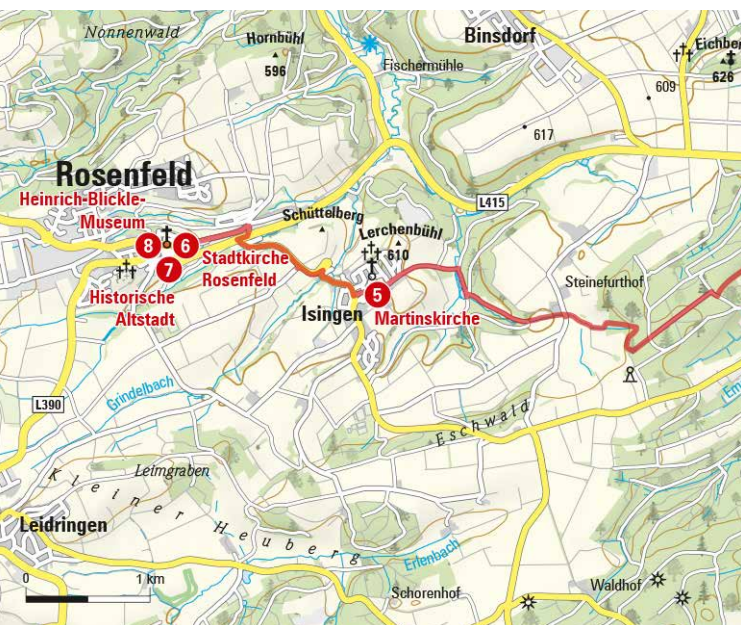 Nonnenwald
Hornbühl
596
Binsdorf
Fischermühle
Eichber
626
609
617
Rosenfeld
Heinrich-Blickle-
Museum
L415
Schüttelberg
Lerchenbühl
610
8
6
7
Stadtkirche
Rosenfeld
Historische
Altstadt
Steinefurthof
5
Isingen
Martinskirche
Grindelbach
L390
Eschwald
Leimgraben
Kleiner Heuberg
Leidringen
Erlenbach
0 1 km
Schorenhof
Waldhof